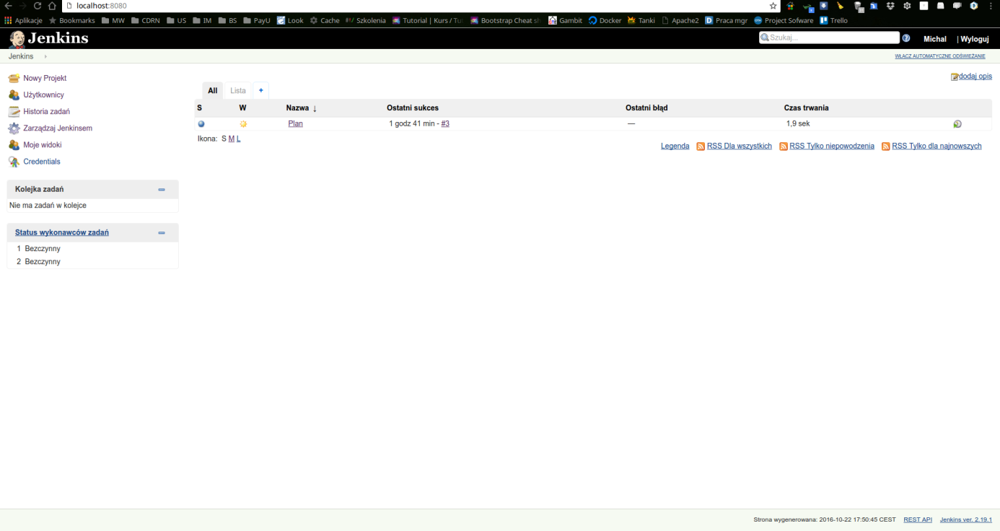 localhost:8080
Aplikacje Bookmarks MW CDRN US IM BS PayU Look Cache Szkolenia Tutorial | Kurs / Tut Bootstrap Cheat sh Gambit Docker Tanki Apache2 Praca mgr Project Sofware Trello
Jenkins Szukaj... Michal | Wyloguj
Jenkins WŁĄCZ AUTOMATYCZNE ODŚWIEŻANIE
Nowy Projekt
Użytkownicy
Historia zadań
Zarządzaj Jenkinsem
Moje widoki
Credentials
Kolejka zadań
Nie ma zadań w kolejce
Status wykonawców zadań
1 Bezczynny
2 Bezczynny
dodaj opis
All Lista +
S W Nazwa ↓ Ostatni sukces Ostatni błąd Czas trwania
Plan 1 godz 41 min - #3 — 1,9 sek
Ikona: S M L
Legenda RSS Dla wszystkich RSS Tylko niepowodzenia RSS Tylko dla najnowszych
Strona wygenerowana: 2016-10-22 17:50:45 CEST REST API Jenkins ver. 2.19.1